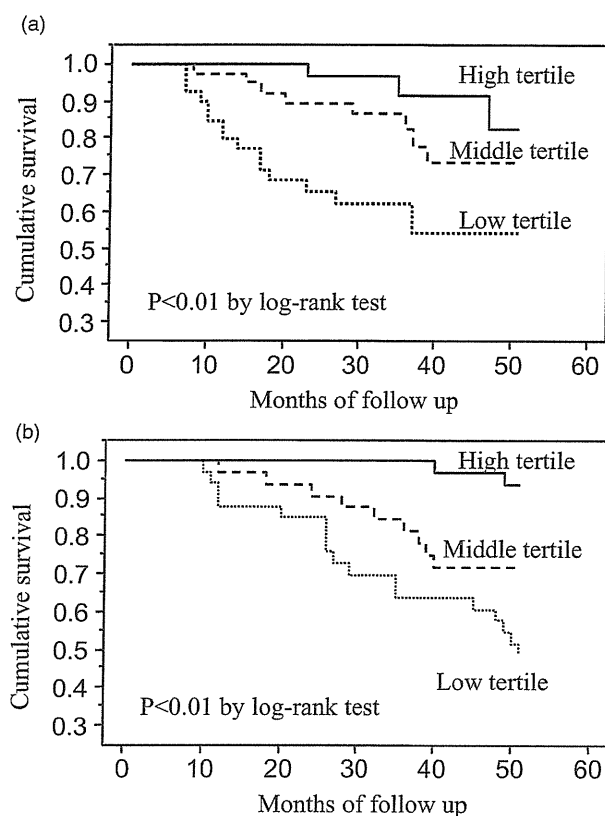 (a)
1.0
0.9
0.8
0.7
0.6
0.5
0.4
0.3
Cumulative survival
High tertile
Middle tertile
Low tertile
P<0.01 by log-rank test
0 10 20 30 40 50 60
Months of follow up
(b)
1.0
0.9
0.8
0.7
0.6
0.5
0.4
0.3
Cumulative survival
High tertile
Middle tertile
Low tertile
P<0.01 by log-rank test
0 10 20 30 40 50 60
Months of follow up